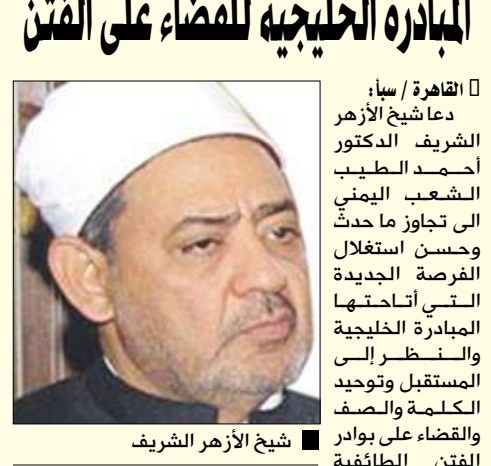 المبادرة الخليجية للقضاء على الفتن
القاهرة / سبأ:
دعا شيخ الأزهر
الشريف الدكتور
أحمد الطيب
الشعب اليمني
الى تجاوز ما حدث
وحسن استغلال
الفرصة الجديدة
التي أتاحتها
المبادرة الخليجية
والنظر إلى
المستقبل وتوحيد
الكلمة والصف
والقضاء على بوادر
الفتن الطائفية
شيخ الأزهر الشريف